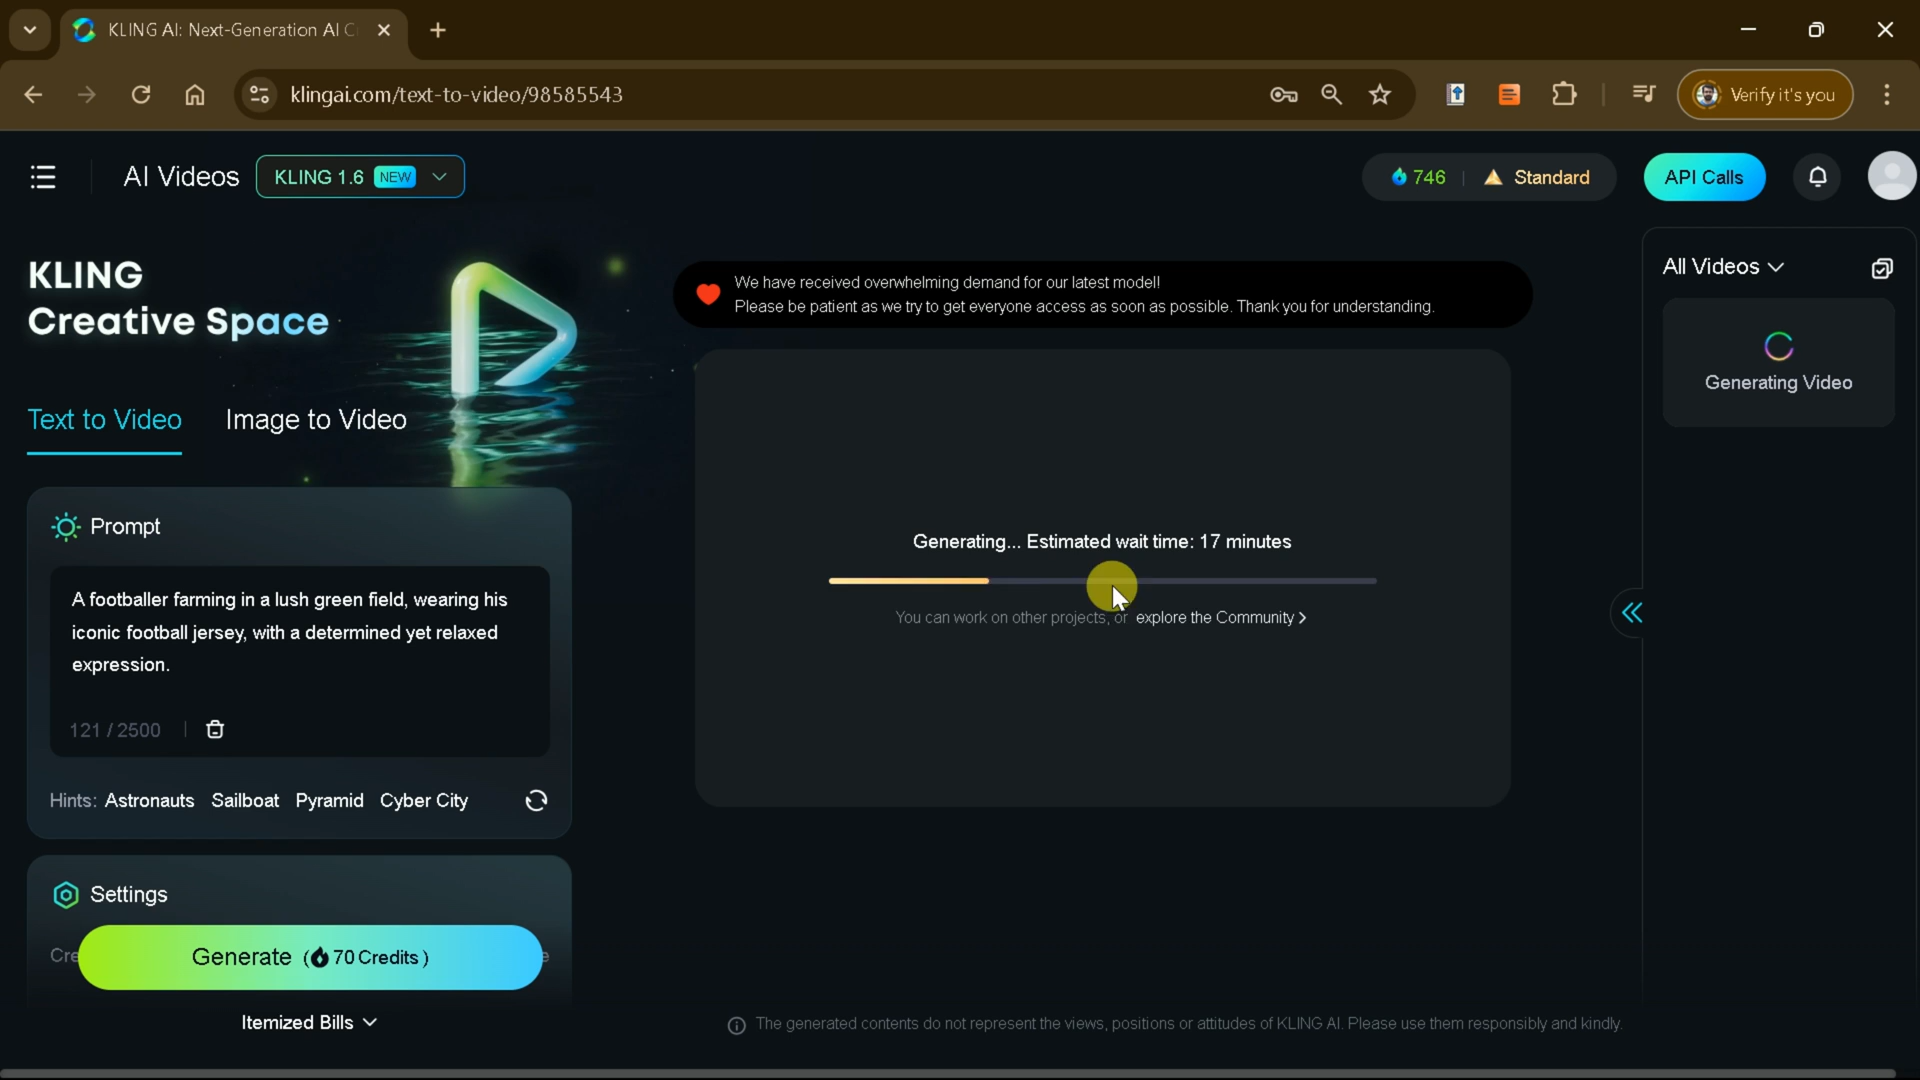 KLING AI: Next-Generation AI C
klingai.com/text-to-video/98585543
Verify it's you
AI Videos
KLING 1.6 NEW
746
Standard
API Calls
KLING
Creative Space
We have received overwhelming demand for our latest model!
Please be patient as we try to get everyone access as soon as possible. Thank you for understanding.
All Videos
Generating Video
Text to Video
Image to Video
Prompt
A footballer farming in a lush green field, wearing his
iconic football jersey, with a determined yet relaxed
expression.
121 / 2500
Generating... Estimated wait time: 17 minutes
You can work on other projects, or explore the Community >
Hints: Astronauts Sailboat Pyramid Cyber City
Settings
Cre
Generate (70 Credits)
e
Itemized Bills
The generated contents do not represent the views, positions or attitudes of KLING AI. Please use them responsibly and kindly.